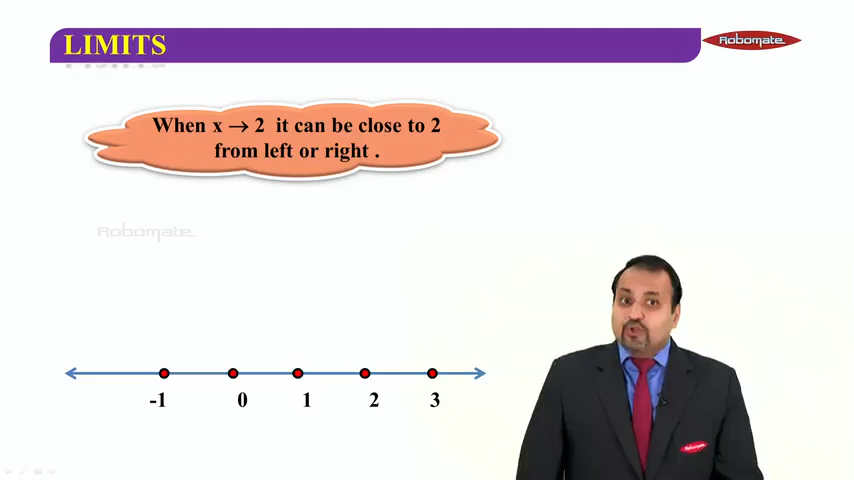 LIMITS
Robomate
When x → 2 it can be close to 2
from left or right .
Robomate
-1 0 1 2 3
Robomate